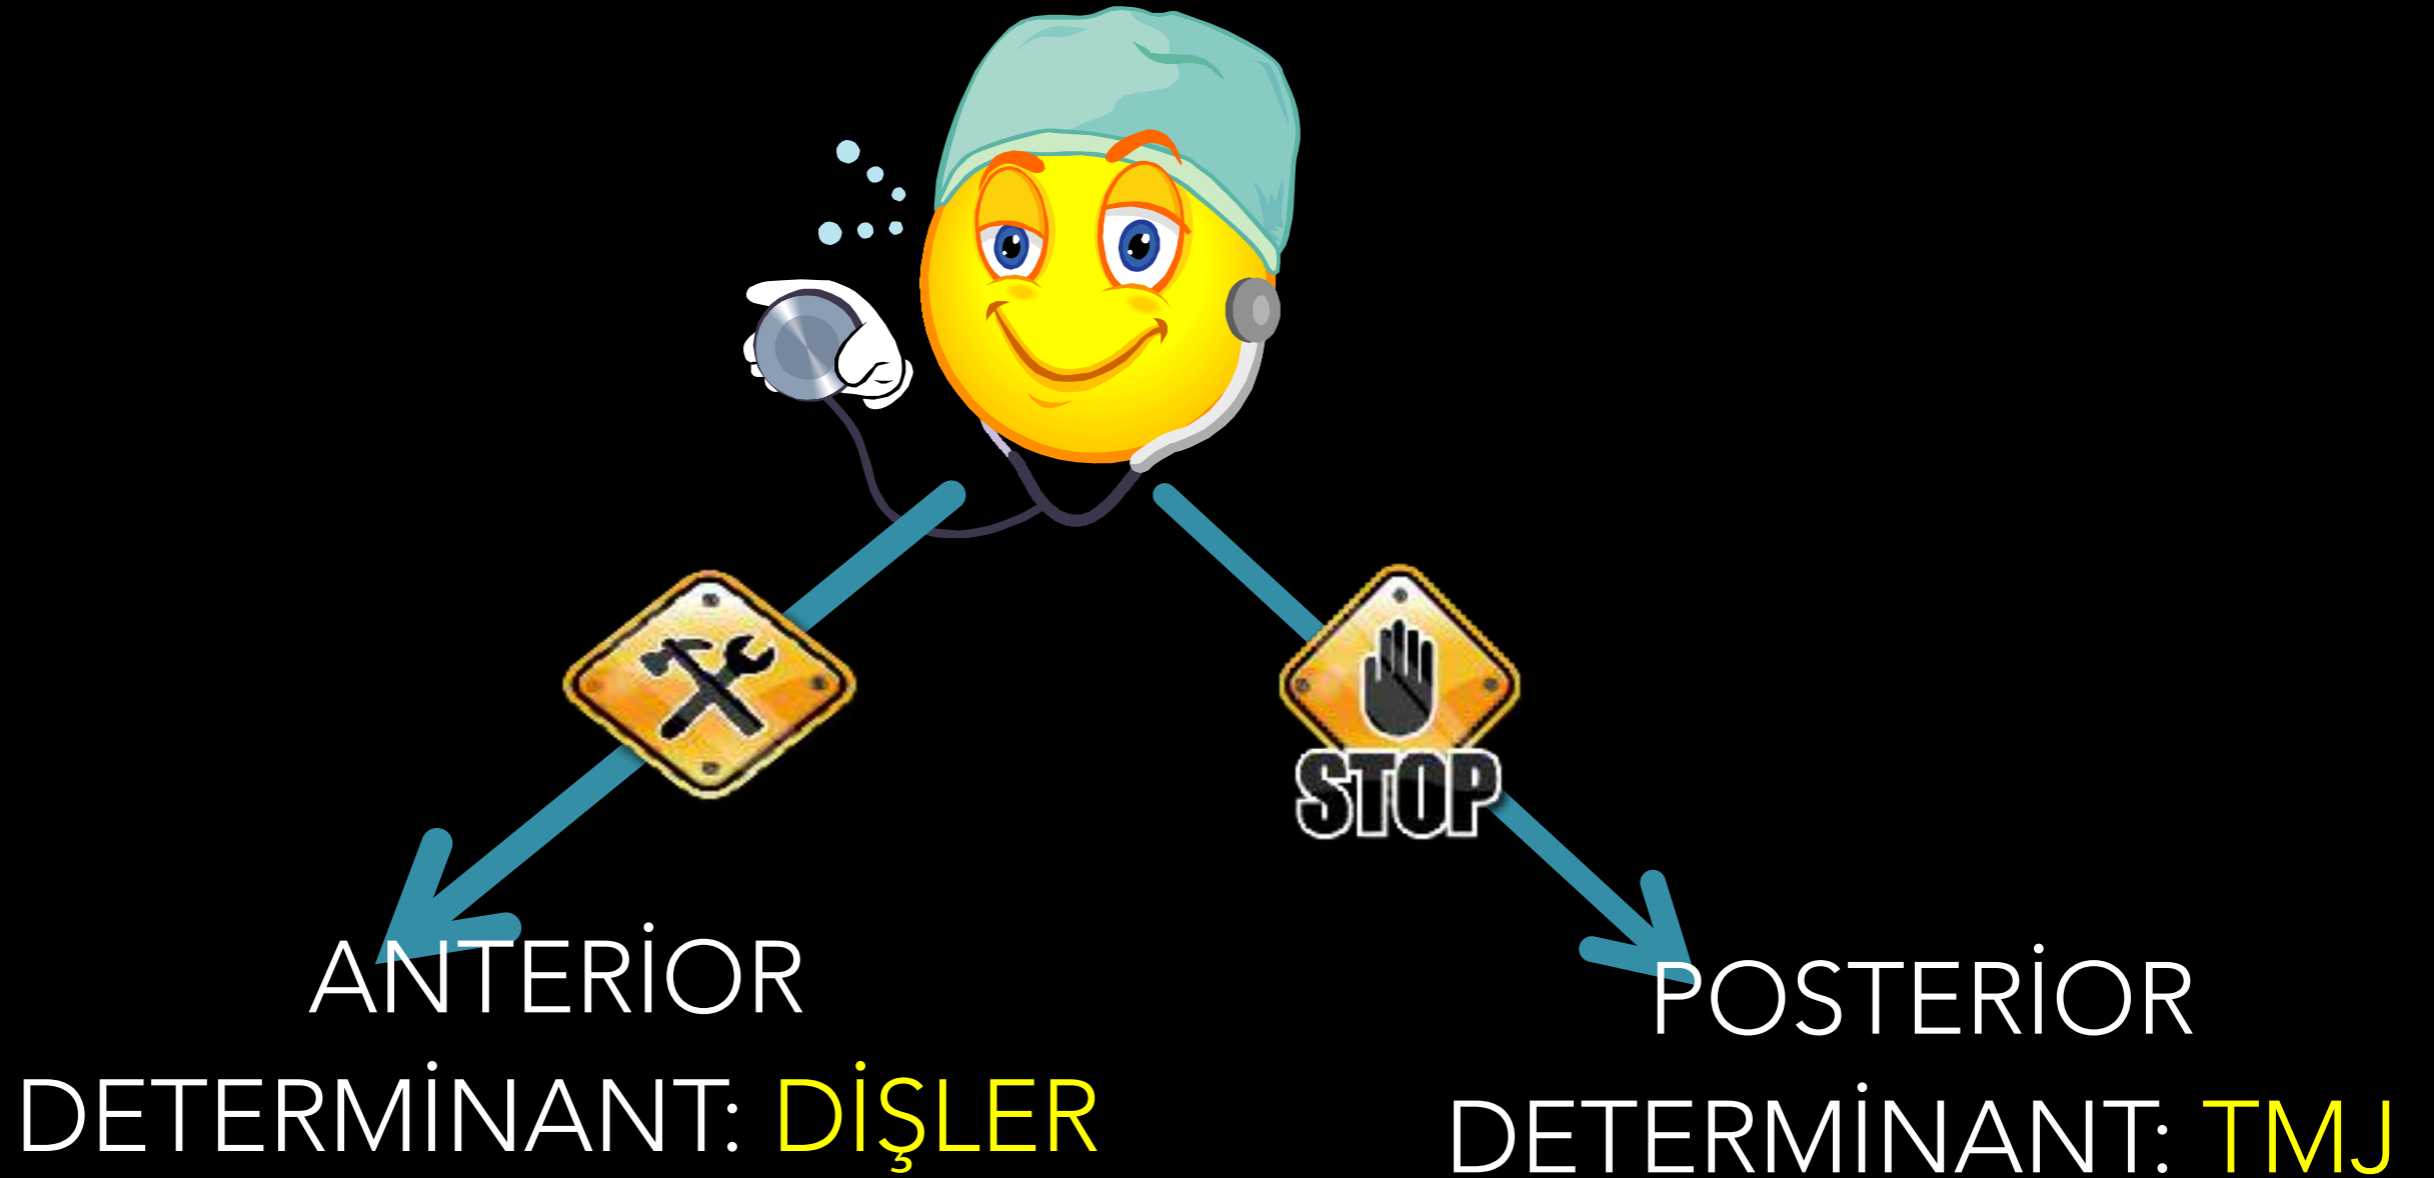 STOP
ANTERİOR
DETERMİNANT: DİŞLER
POSTERİOR
DETERMİNANT: TMJ